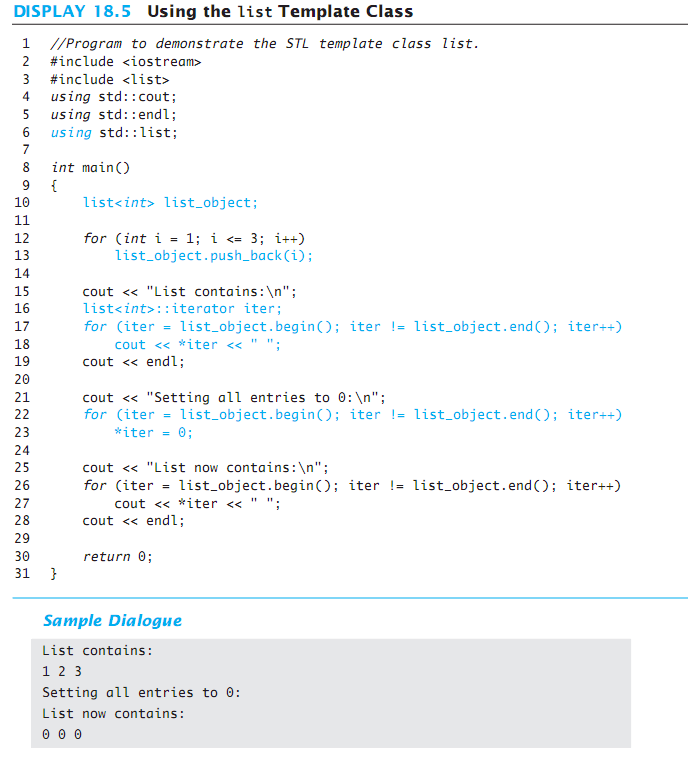 DISPLAY 18.5 Using the list Template Class
1 //Program to demonstrate the STL template class list.
2 #include <iostream>
3 #include <list>
4 using std::cout;
5 using std::endl;
6 using std::list;
7
8 int main()
9 {
10 list<int> list_object;
11
12 for (int i = 1; i <= 3; i++)
13 list_object.push_back(i);
14
15 cout << "List contains:\n";
16 list<int>::iterator iter;
17 for (iter = list_object.begin(); iter != list_object.end(); iter++)
18 cout << *iter << " ";
19 cout << endl;
20
21 cout << "Setting all entries to 0:\n";
22 for (iter = list_object.begin(); iter != list_object.end(); iter++)
23 *iter = 0;
24
25 cout << "List now contains:\n";
26 for (iter = list_object.begin(); iter != list_object.end(); iter++)
27 cout << *iter << " ";
28 cout << endl;
29
30 return 0;
31 }
Sample Dialogue
List contains:
1 2 3
Setting all entries to 0:
List now contains:
0 0 0